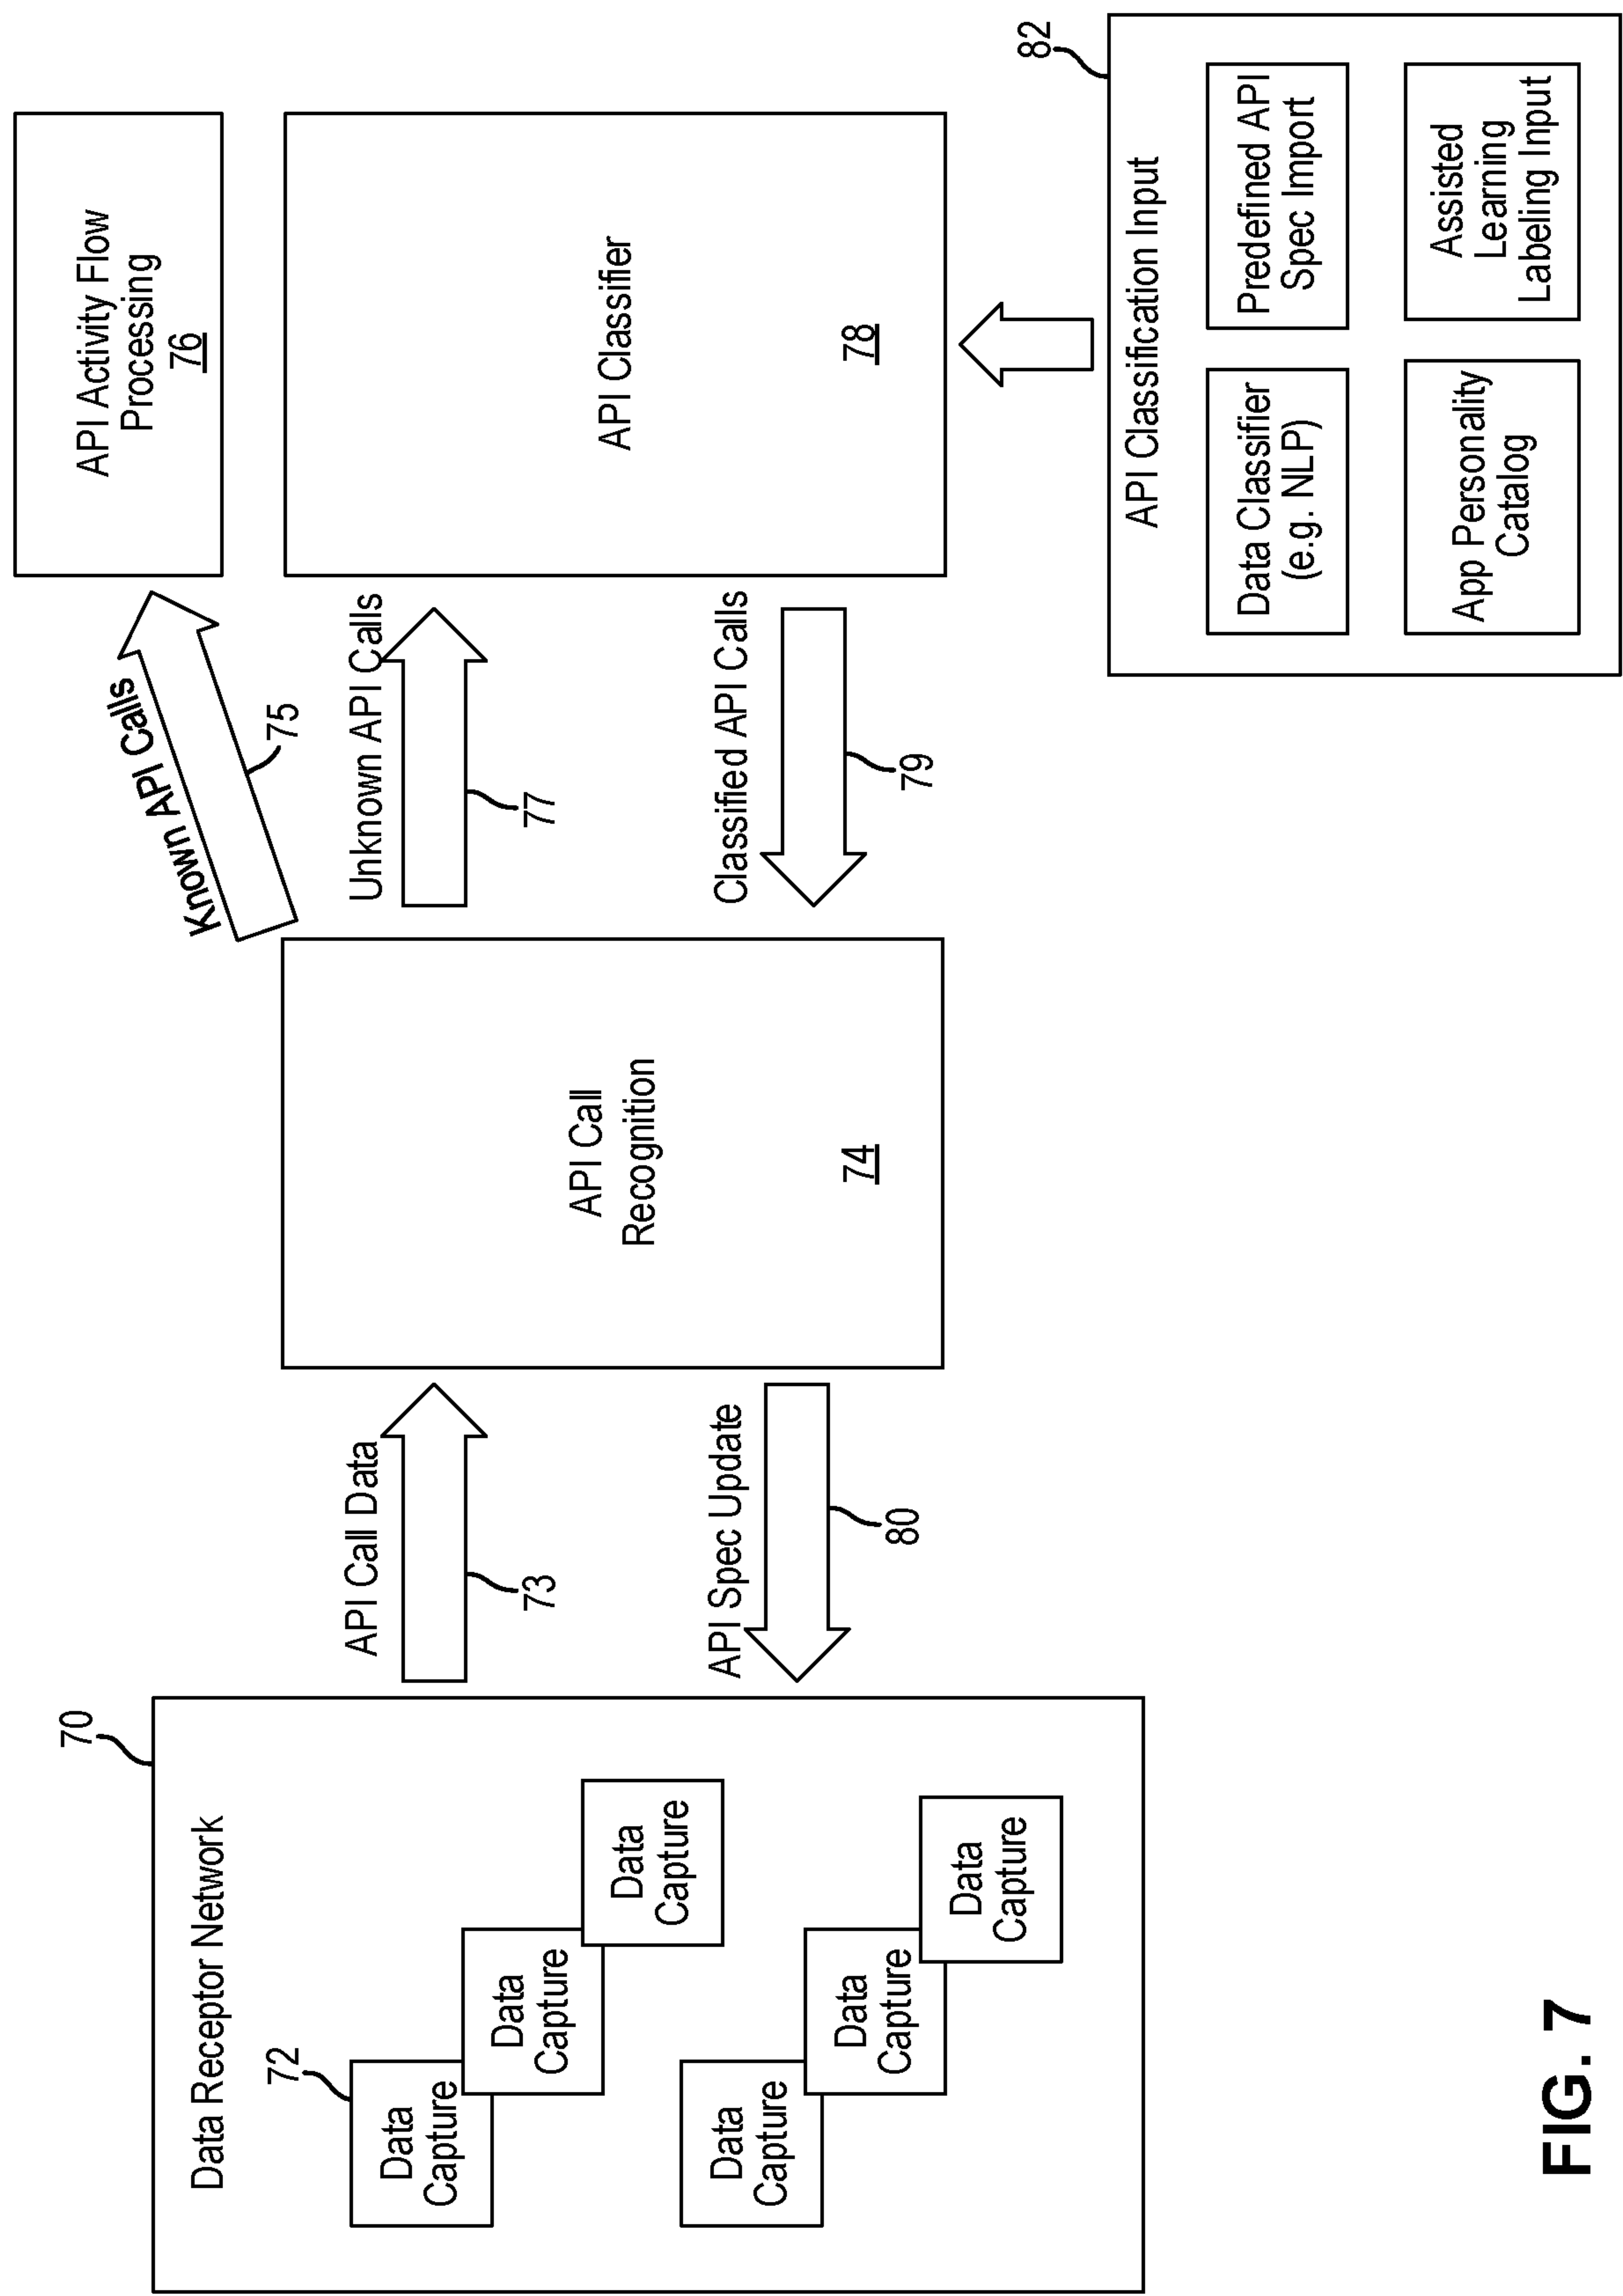 70
Data Receptor Network
72
Data
Capture
Data
Capture
Data
Capture
Data
Capture
Data
Capture
Data
Capture
API Call Data
73
API Spec Update
80
API Call
Recognition
74
Known API Calls
75
Unknown API Calls
77
Classified API Calls
79
API Activity Flow
Processing
76
API Classifier
78
82
API Classification Input
Data Classifier
(e.g. NLP)
Predefined API
Spec Import
App Personality
Catalog
Assisted
Learning
Labeling Input
FIG. 7